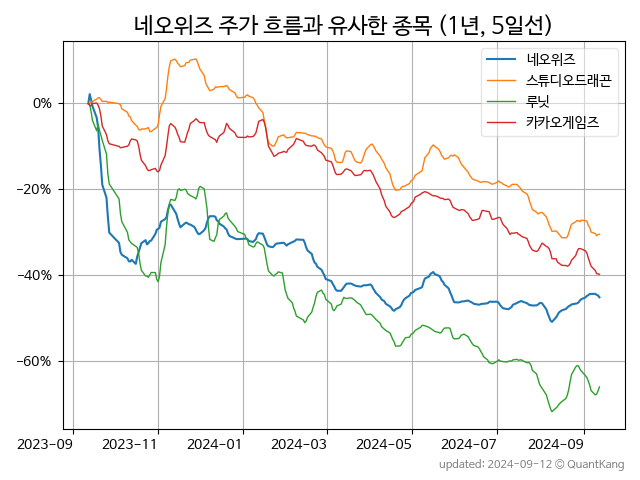 네오위즈 주가 흐름과 유사한 종목 (1년, 5일선)
네오위즈
스튜디오드래곤
루닛
카카오게임즈
0%
−20%
−40%
−60%
2023-09
2023-11
2024-01
2024-03
2024-05
2024-07
2024-09
updated: 2024-09-12 © QuantKang